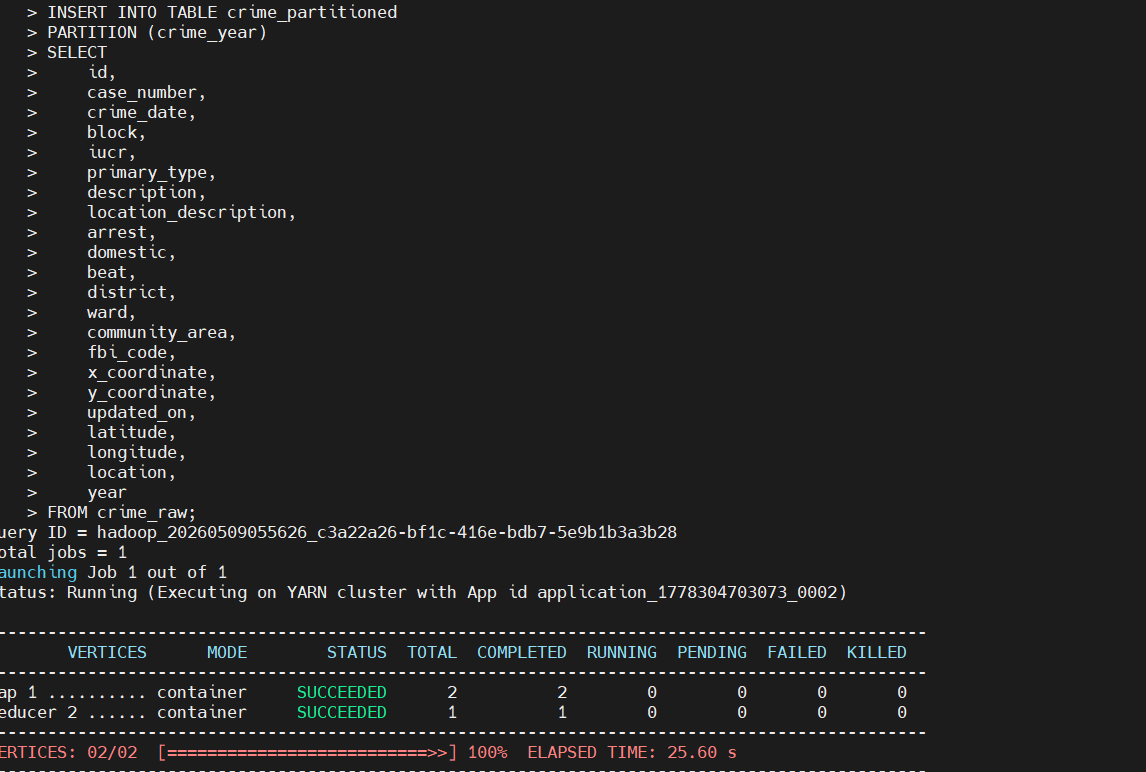 > INSERT INTO TABLE crime_partitioned
> PARTITION (crime_year)
> SELECT
>     id,
>     case_number,
>     crime_date,
>     block,
>     iucr,
>     primary_type,
>     description,
>     location_description,
>     arrest,
>     domestic,
>     beat,
>     district,
>     ward,
>     community_area,
>     fbi_code,
>     x_coordinate,
>     y_coordinate,
>     updated_on,
>     latitude,
>     longitude,
>     location,
>     year
> FROM crime_raw;
uery ID = hadoop_20260509055626_c3a22a26-bf1c-416e-bdb7-5e9b1b3a3b28
otal jobs = 1
aunching Job 1 out of 1
tatus: Running (Executing on YARN cluster with App id application_1778304703073_0002)
----------------------------------------------------------------------------------------------
VERTICES      MODE        STATUS  TOTAL  COMPLETED  RUNNING  PENDING  FAILED  KILLED
----------------------------------------------------------------------------------------------
ap 1 .......... container     SUCCEEDED      2          2        0        0       0       0
educer 2 ...... container     SUCCEEDED      1          1        0        0       0       0
----------------------------------------------------------------------------------------------
ERTICES: 02/02  [==========================>>] 100%  ELAPSED TIME: 25.60 s
----------------------------------------------------------------------------------------------